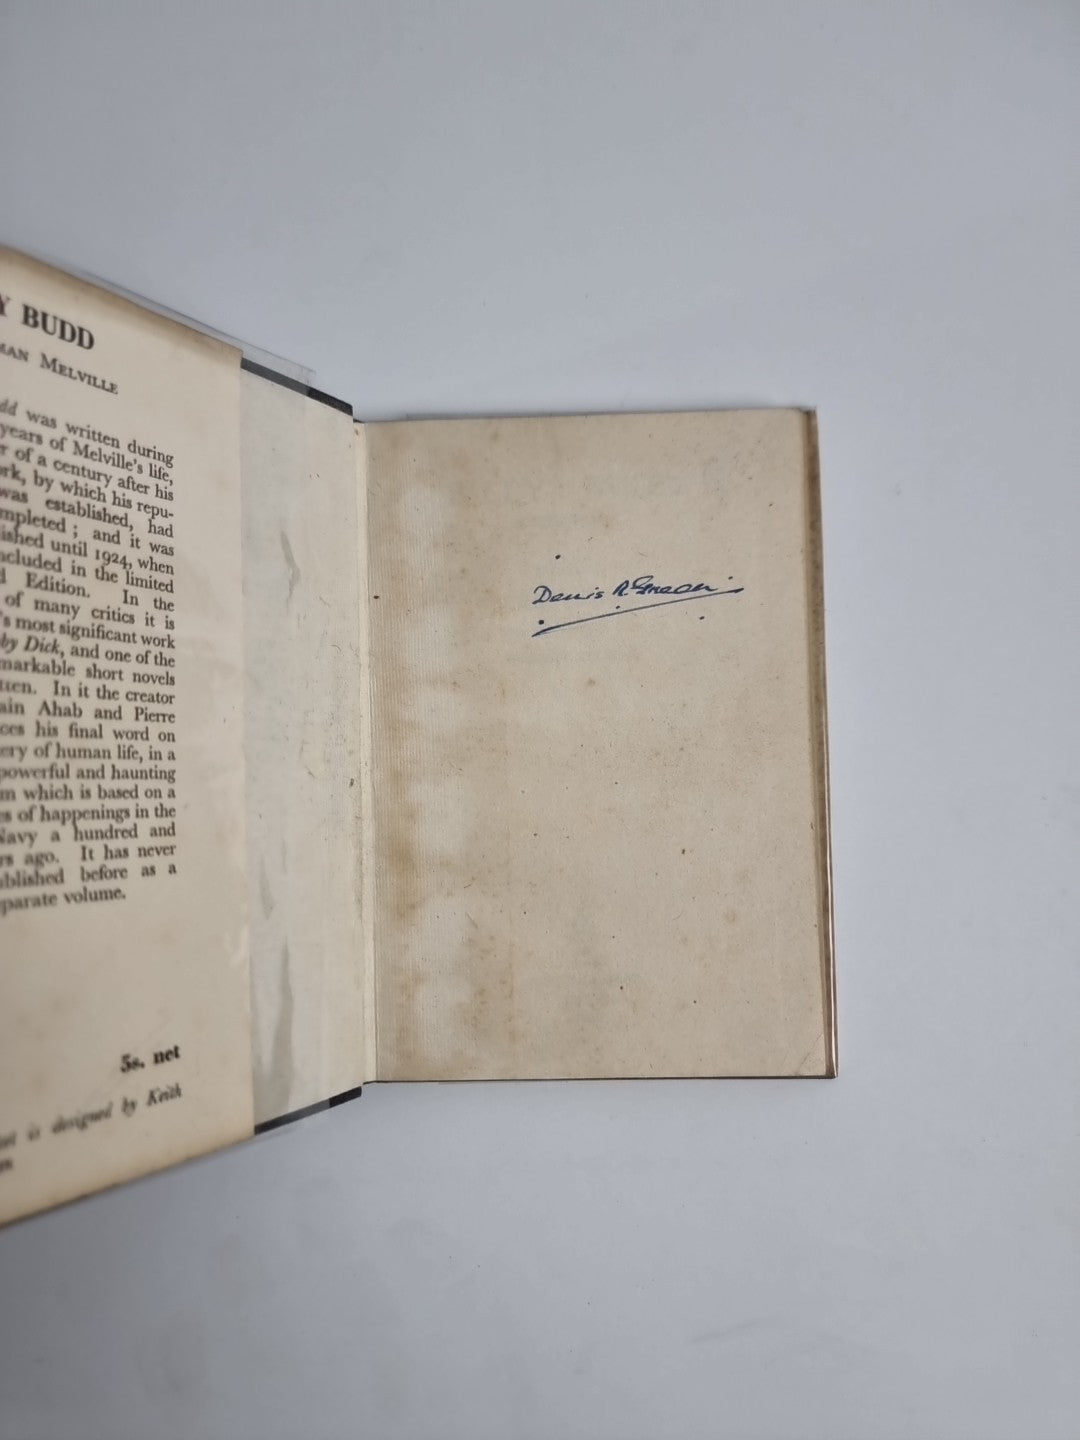 Y BUDD
MAN MELVILLE
dd was written during
years of Melville's life,
r of a century after his
rk, by which his repu-
was established, had
mpleted ; and it was
ished until 1924, when
ncluded in the limited
d Edition. In the
of many critics it is
's most significant work
by Dick, and one of the
markable short novels
tten. In it the creator
ain Ahab and Pierre
ces his final word on
ery of human life, in a
powerful and haunting
m which is based on a
es of happenings in the
Navy a hundred and
rs ago. It has never
ublished before as a
parate volume.
5s. net
ket is designed by Keith
Denis R. Green